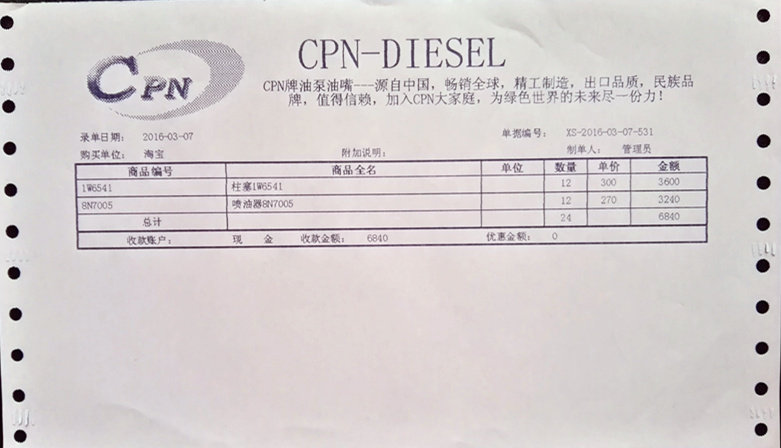 CPN
CPN-DIESEL
CPN牌油泵油嘴---源自中国，畅销全球，精工制造，出口品质，民族品
牌，值得信赖，加入CPN大家庭，为绿色世界的未来尽一份力！
录单日期： 2016-03-07 单据编号： XS-2016-03-07-531
购买单位： 淘宝 附加说明： 制单人： 管理员
商品编号 商品全名 单位 数量 单价 金额
1W6541 柱塞1W6541 12 300 3600
8N7005 喷油器8N7005 12 270 3240
总计 24 6840
收款账户： 现 金 收款金额： 6840 优惠金额： 0